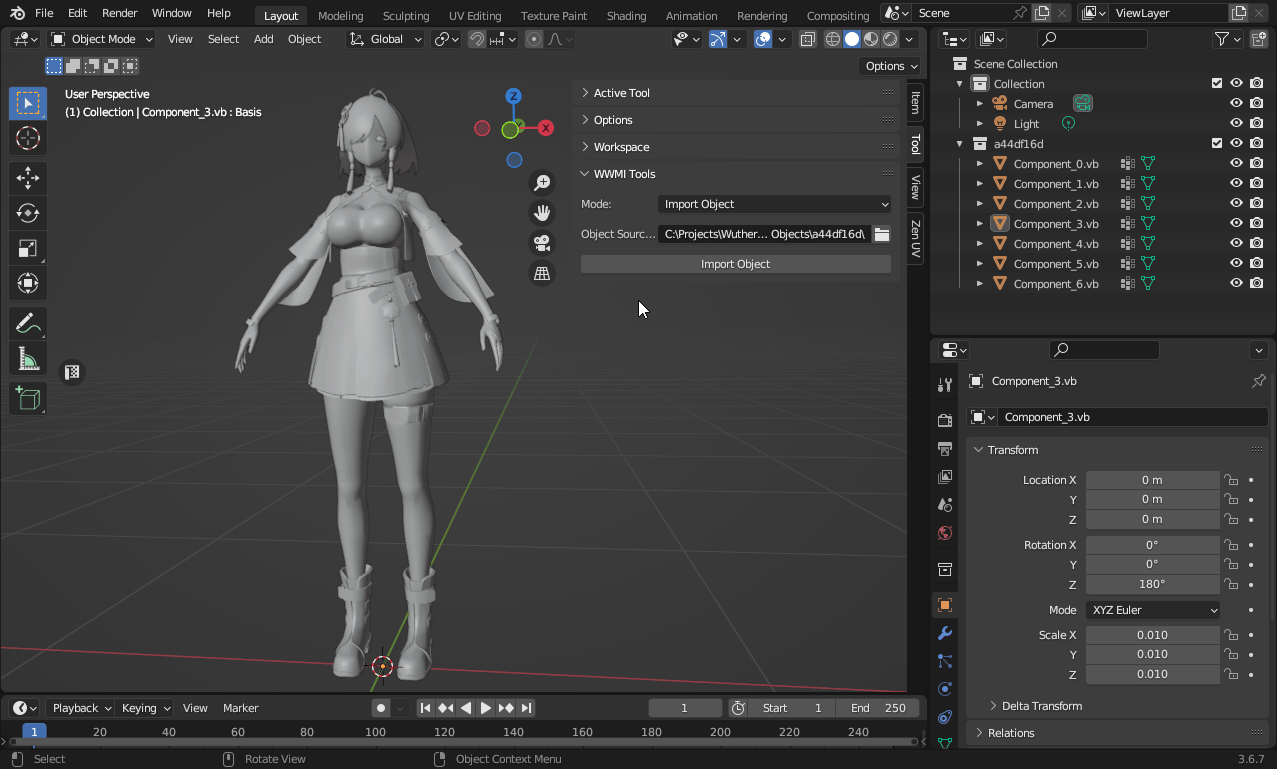 File Edit Render Window Help Layout Modeling Sculpting UV Editing Texture Paint Shading Animation Rendering Compositing Scene ViewLayer
Object Mode View Select Add Object Global
Options
User Perspective
(1) Collection | Component_3.vb : Basis
Z
Y
X
Active Tool
Options
Workspace
WWMI Tools
Mode: Import Object
Object Sourc... C:\Projects\Wuther... Objects\a44df16d\
Import Object
Item
Tool
View
Zen UV
Scene Collection
Collection
Camera
Light
a44df16d
Component_0.vb
Component_1.vb
Component_2.vb
Component_3.vb
Component_4.vb
Component_5.vb
Component_6.vb
Component_3.vb
Component_3.vb
Transform
Location X 0 m
Y 0 m
Z 0 m
Rotation X 0°
Y 0°
Z 180°
Mode XYZ Euler
Scale X 0.010
Y 0.010
Z 0.010
Delta Transform
Relations
Playback Keying View Marker 1 Start 1 End 250
1 20 40 60 80 100 120 140 160 180 200 220 240
Select Rotate View Object Context Menu 3.6.7